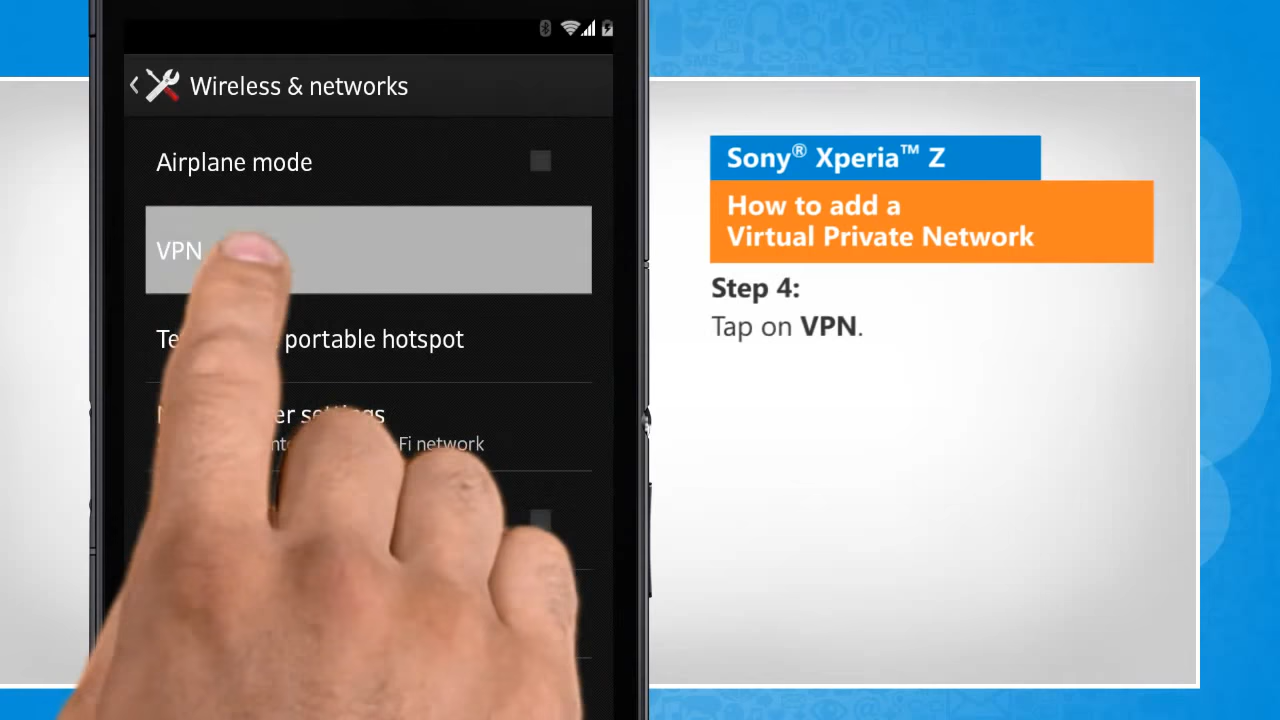 Wireless & networks
Airplane mode
VPN
portable hotspot
settings
Fi network
Sony® Xperia™ Z
How to add a
Virtual Private Network
Step 4:
Tap on VPN.